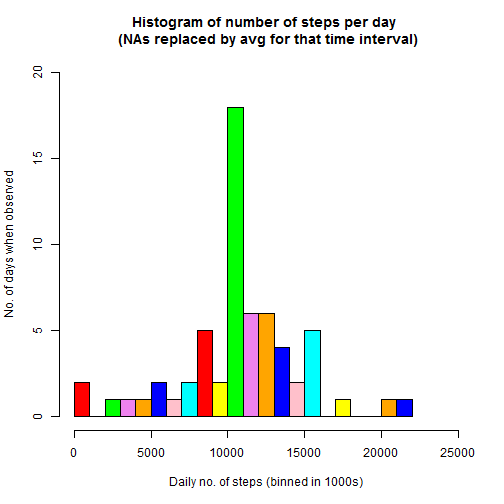 Histogram of number of steps per day
(NAs replaced by avg for that time interval)
No. of days when observed
20
15
10
5
0
0 5000 10000 15000 20000 25000
Daily no. of steps (binned in 1000s)